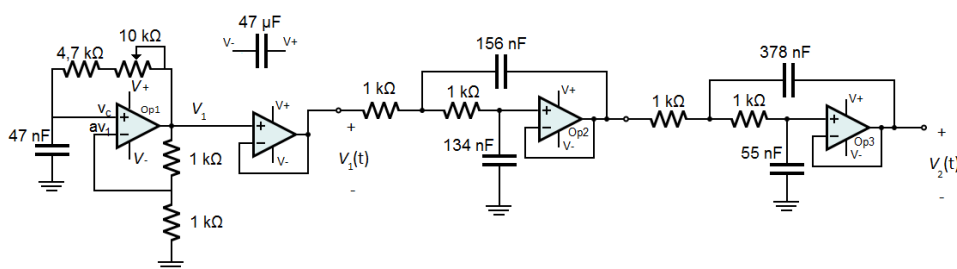 4,7 kΩ
10 kΩ
V+
v_c
+
Op1
av_1
-
V-
47 nF
1 kΩ
1 kΩ
V_1
47 µF
V-
V+
V+
+
-
V-
+
V_1(t)
-
1 kΩ
1 kΩ
156 nF
134 nF
V+
+
-
Op2
V-
1 kΩ
1 kΩ
378 nF
55 nF
V+
+
-
Op3
V-
+
V_2(t)
-